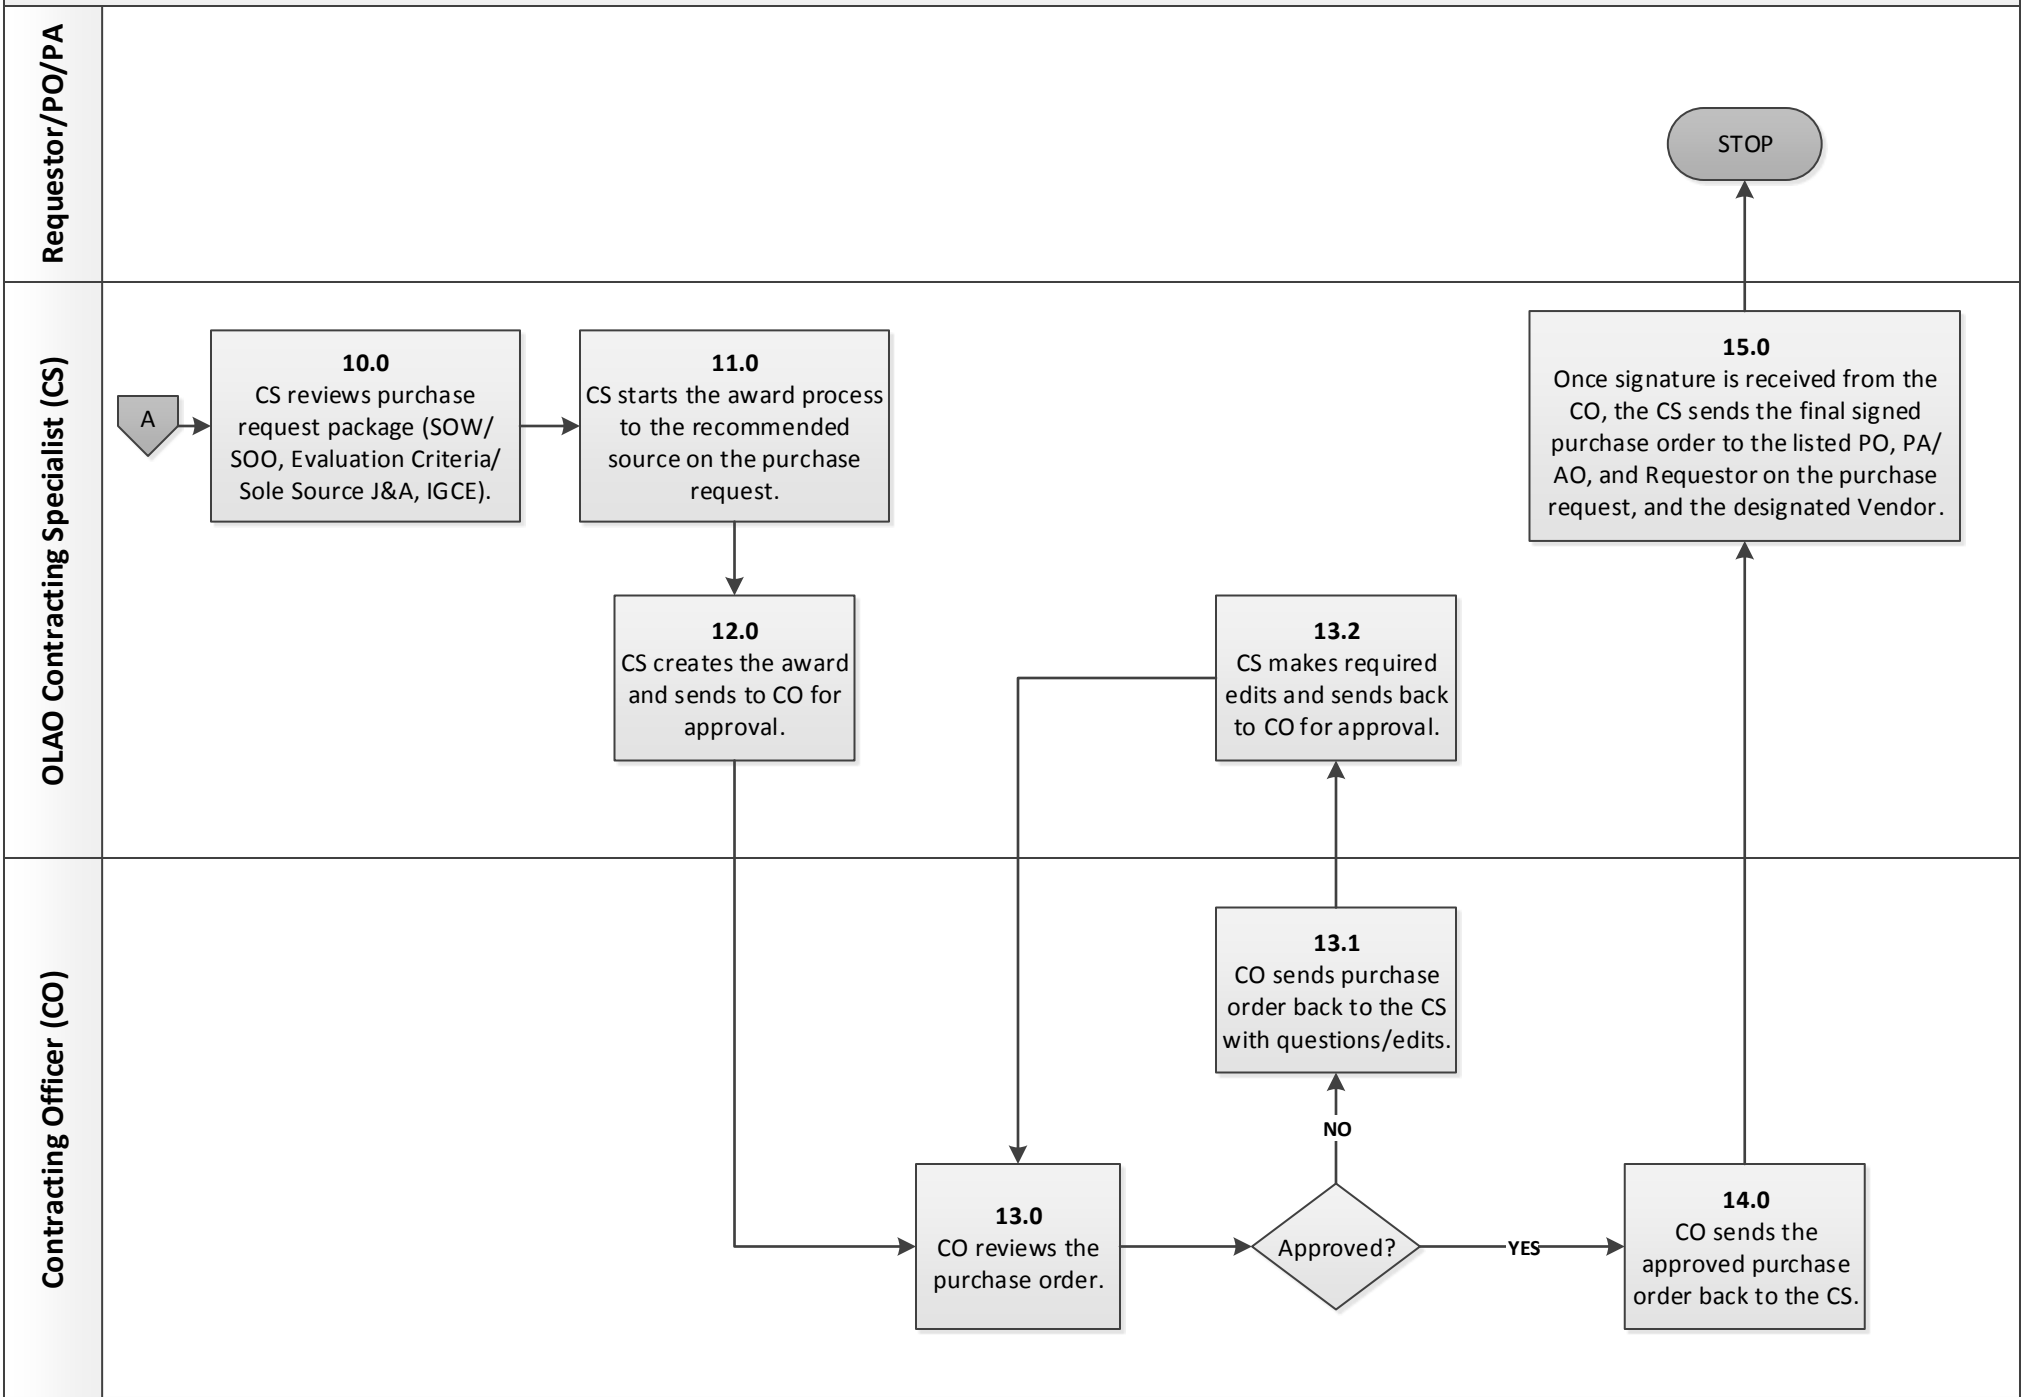 Requestor/PO/PA
STOP
OLAO Contracting Specialist (CS)
A
10.0
CS reviews purchase
request package (SOW/
SOO, Evaluation Criteria/
Sole Source J&A, IGCE).
11.0
CS starts the award process
to the recommended
source on the purchase
request.
12.0
CS creates the award
and sends to CO for
approval.
13.2
CS makes required
edits and sends back
to CO for approval.
15.0
Once signature is received from the
CO, the CS sends the final signed
purchase order to the listed PO, PA/
AO, and Requestor on the purchase
request, and the designated Vendor.
Contracting Officer (CO)
13.0
CO reviews the
purchase order.
Approved?
NO
13.1
CO sends purchase
order back to the CS
with questions/edits.
YES
14.0
CO sends the
approved purchase
order back to the CS.